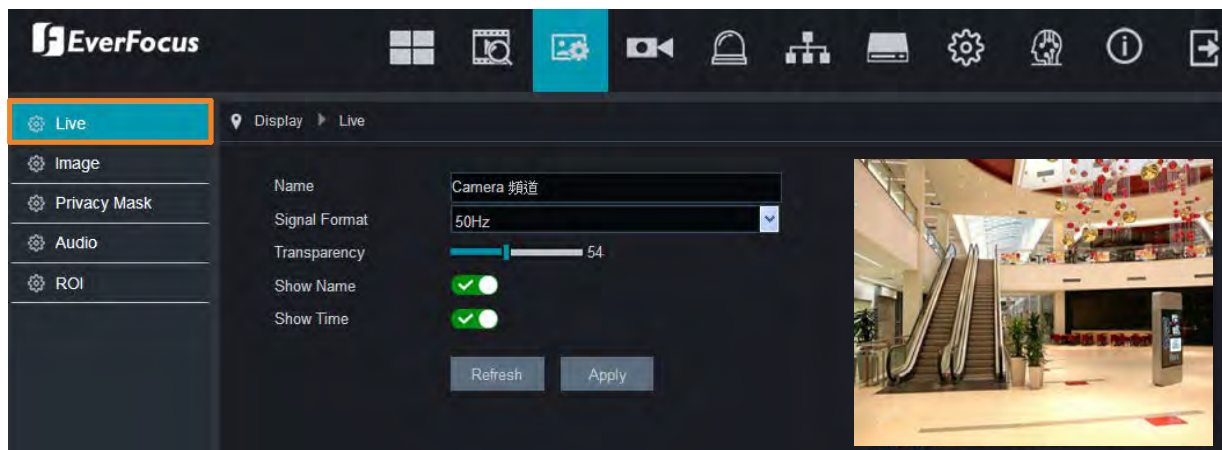 EverFocus
Live
Image
Privacy Mask
Audio
ROI
Display Live
Name Camera 頻道
Signal Format 50Hz
Transparency 54
Show Name
Show Time
Refresh Apply